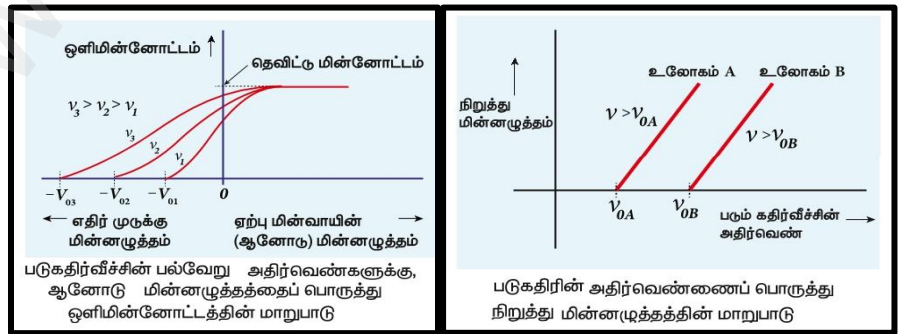 ஒளிமின்னோட்டம்
தெவிட்டு மின்னோட்டம்
ν₃ > ν₂ > ν₁
ν₃
ν₂
ν₁
−V₀₃
−V₀₂
−V₀₁
0
எதிர் முடுக்கு
மின்னழுத்தம்
ஏற்பு மின்வாயின்
(ஆனோடு) மின்னழுத்தம்
படுகதிர்வீச்சின் பல்வேறு அதிர்வெண்களுக்கு,
ஆனோடு மின்னழுத்தத்தைப் பொருத்து
ஒளிமின்னோட்டத்தின் மாறுபாடு
உலோகம் A
உலோகம் B
நிறுத்து
மின்னழுத்தம்
ν >ν₀A
ν >ν₀B
ν₀A
ν₀B
படும் கதிர்வீச்சின்
அதிர்வெண்
படுகதிரின் அதிர்வெண்ணைப் பொருத்து
நிறுத்து மின்னழுத்தத்தின் மாறுபாடு